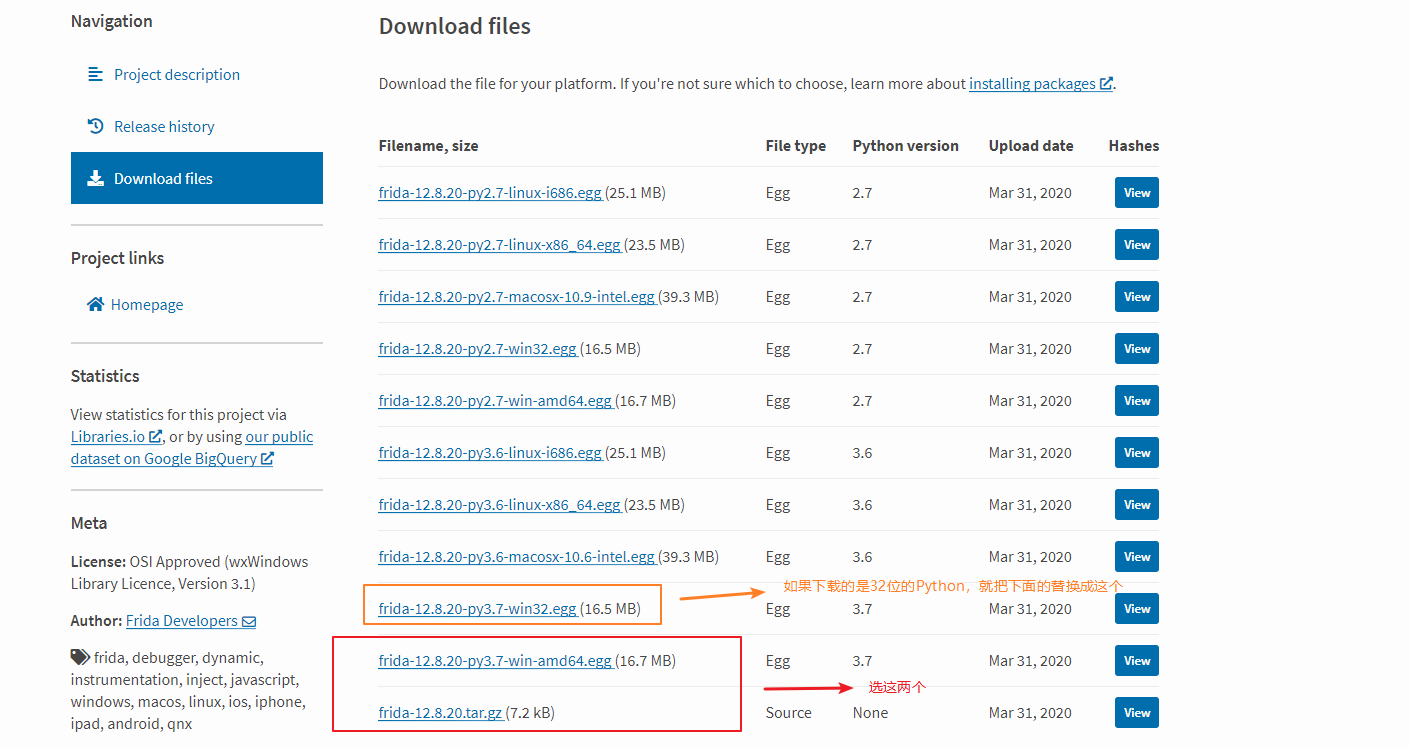 Navigation
Project description
Release history
Download files
Project links
Homepage
Statistics
View statistics for this project via
Libraries.io, or by using our public
dataset on Google BigQuery
Meta
License: OSI Approved (wxWindows
Library Licence, Version 3.1)
Author: Frida Developers
frida, debugger, dynamic,
instrumentation, inject, javascript,
windows, macos, linux, ios, iphone,
ipad, android, qnx
Download files
Download the file for your platform. If you're not sure which to choose, learn more about installing packages.
Filename, size File type Python version Upload date Hashes
frida-12.8.20-py2.7-linux-i686.egg (25.1 MB) Egg 2.7 Mar 31, 2020 View
frida-12.8.20-py2.7-linux-x86_64.egg (23.5 MB) Egg 2.7 Mar 31, 2020 View
frida-12.8.20-py2.7-macosx-10.9-intel.egg (39.3 MB) Egg 2.7 Mar 31, 2020 View
frida-12.8.20-py2.7-win32.egg (16.5 MB) Egg 2.7 Mar 31, 2020 View
frida-12.8.20-py2.7-win-amd64.egg (16.7 MB) Egg 2.7 Mar 31, 2020 View
frida-12.8.20-py3.6-linux-i686.egg (25.1 MB) Egg 3.6 Mar 31, 2020 View
frida-12.8.20-py3.6-linux-x86_64.egg (23.5 MB) Egg 3.6 Mar 31, 2020 View
frida-12.8.20-py3.6-macosx-10.6-intel.egg (39.3 MB) Egg 3.6 Mar 31, 2020 View
如果下载的是32位的Python，就把下面的替换成这个
frida-12.8.20-py3.7-win32.egg (16.5 MB) Egg 3.7 Mar 31, 2020 View
frida-12.8.20-py3.7-win-amd64.egg (16.7 MB) Egg 3.7 Mar 31, 2020 View
选这两个
frida-12.8.20.tar.gz (7.2 kB) Source None Mar 31, 2020 View